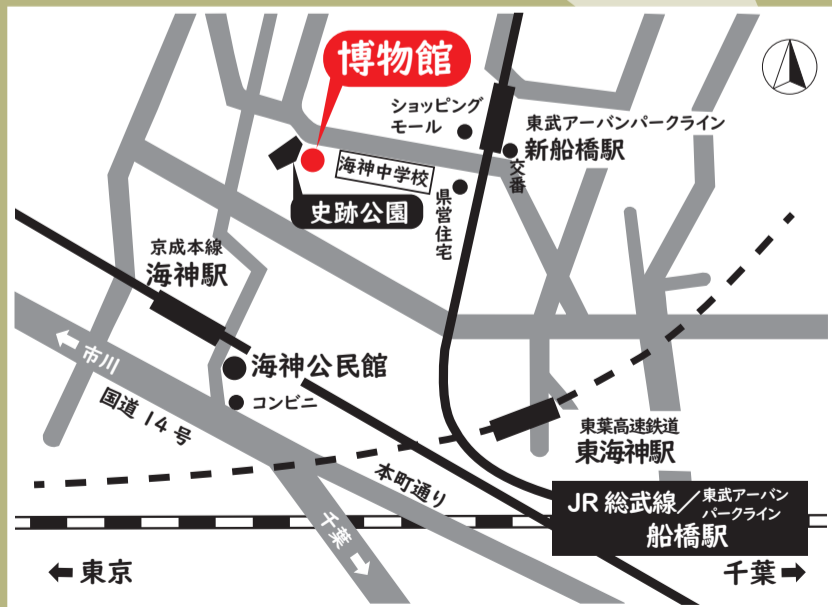 博物館
ショッピング
モール
東武アーバンパークライン
新船橋駅
交番
海神中学校
県営住宅
史跡公園
京成本線
海神駅
←市川
海神公民館
国道14号
コンビニ
東葉高速鉄道
東海神駅
本町通り
JR 総武線／東武アーバン
パークライン
船橋駅
千葉→
←東京
千葉→